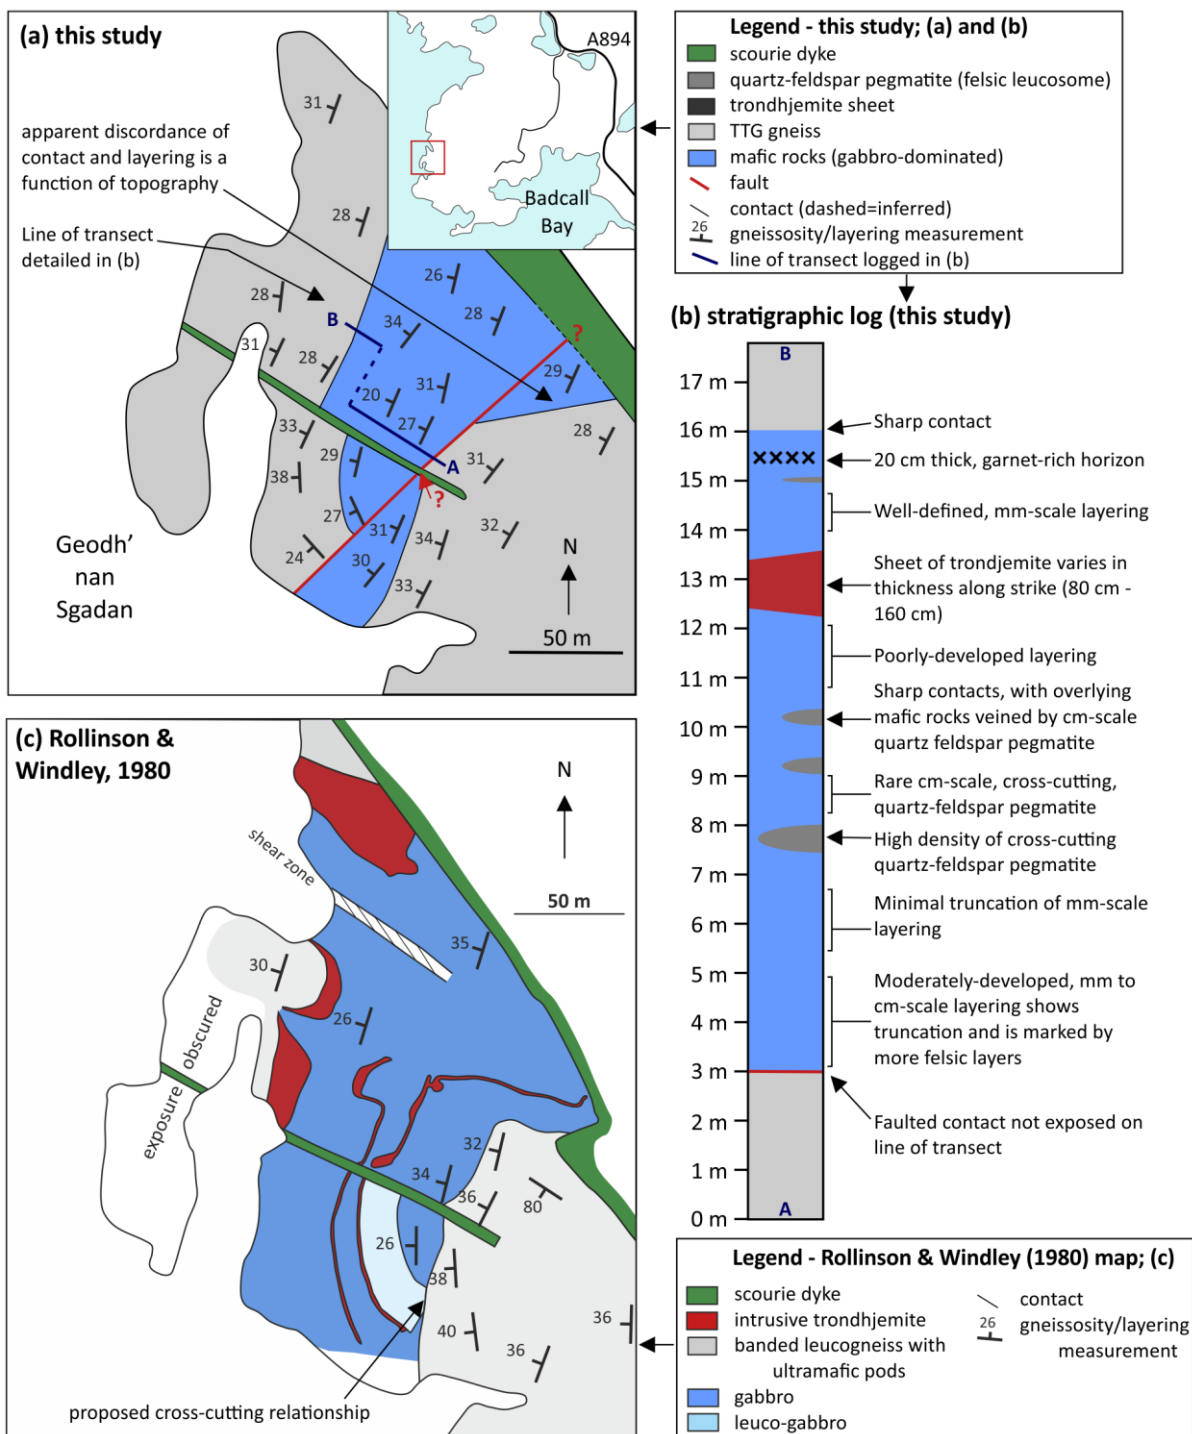 (a) this study
apparent discordance of
contact and layering is a
function of topography
Line of transect
detailed in (b)
A894
Badcall
Bay
31
28
28
31
28
33
38
29
27
24
26
28
34
31
20
27
29
28
31
32
34
31
30
33
B
A
?
?
Geodh'
nan
Sgadan
N
50 m
Legend - this study; (a) and (b)
scourie dyke
quartz-feldspar pegmatite (felsic leucosome)
trondhjemite sheet
TTG gneiss
mafic rocks (gabbro-dominated)
fault
contact (dashed=inferred)
26
gneissosity/layering measurement
line of transect logged in (b)
(b) stratigraphic log (this study)
B
17 m
16 m
15 m
14 m
13 m
12 m
11 m
10 m
9 m
8 m
7 m
6 m
5 m
4 m
3 m
2 m
1 m
0 m
A
Sharp contact
20 cm thick, garnet-rich horizon
Well-defined, mm-scale layering
Sheet of trondjemite varies in
thickness along strike (80 cm -
160 cm)
Poorly-developed layering
Sharp contacts, with overlying
mafic rocks veined by cm-scale
quartz feldspar pegmatite
Rare cm-scale, cross-cutting,
quartz-feldspar pegmatite
High density of cross-cutting
quartz-feldspar pegmatite
Minimal truncation of mm-scale
layering
Moderately-developed, mm to
cm-scale layering shows
truncation and is marked by
more felsic layers
Faulted contact not exposed on
line of transect
(c) Rollinson &
Windley, 1980
N
50 m
shear zone
35
30
26
exposure obscured
32
34
36
80
26
38
40
36
36
proposed cross-cutting relationship
Legend - Rollinson & Windley (1980) map; (c)
scourie dyke
intrusive trondhjemite
banded leucogneiss with
ultramafic pods
gabbro
leuco-gabbro
contact
26
gneissosity/layering
measurement